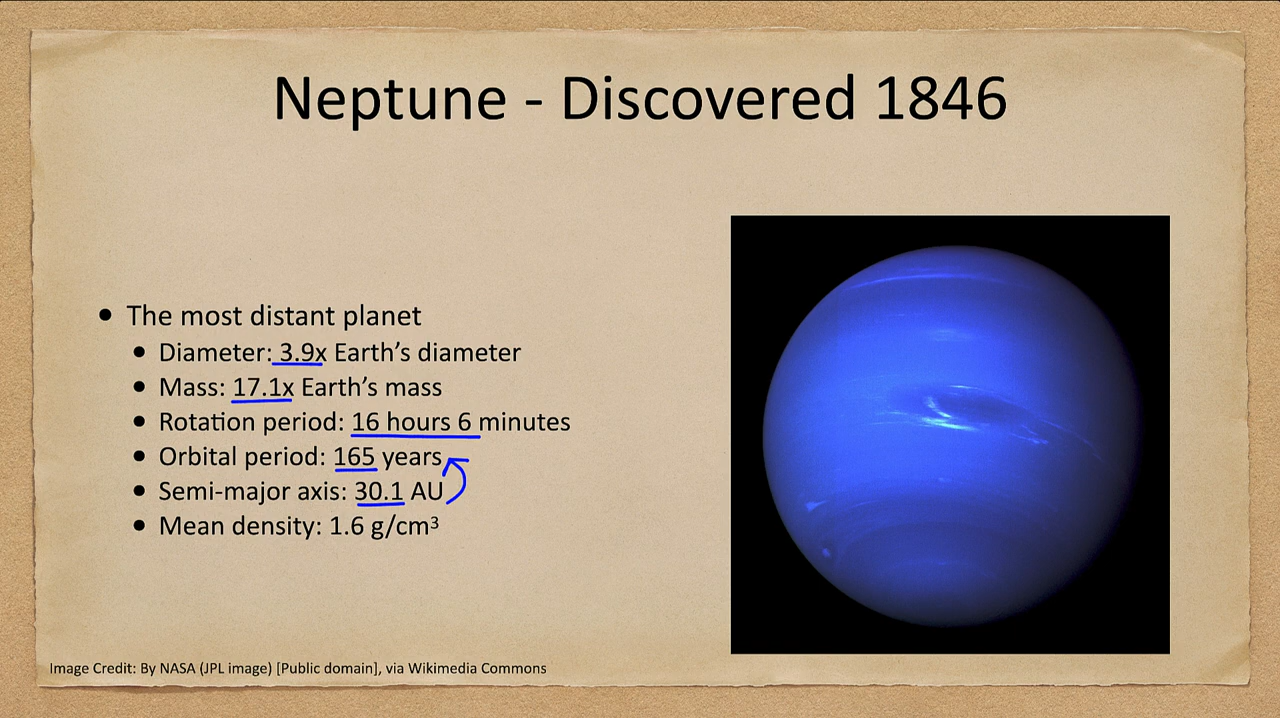 Neptune - Discovered 1846
• The most distant planet
• Diameter: 3.9x Earth’s diameter
• Mass: 17.1x Earth’s mass
• Rotation period: 16 hours 6 minutes
• Orbital period: 165 years
• Semi-major axis: 30.1 AU
• Mean density: 1.6 g/cm³
Image Credit: By NASA (JPL image) [Public domain], via Wikimedia Commons